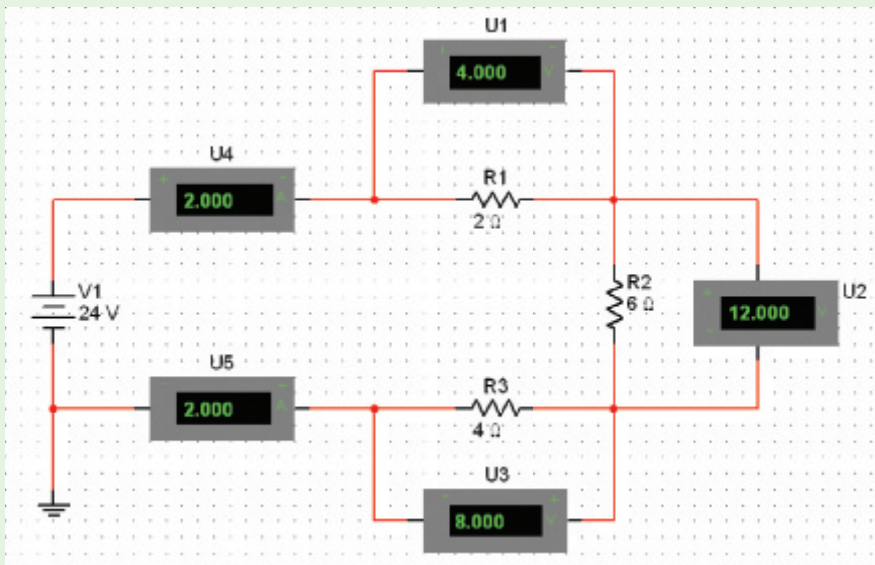 U1
4.000 V
U4
2.000 A
R1
2 Ω
V1
24 V
R2
6 Ω
12.000 V
U2
U5
2.000 A
R3
4 Ω
U3
8.000 V